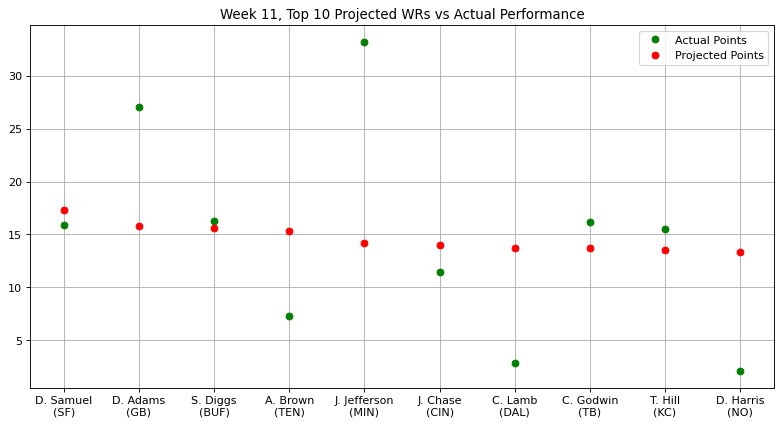 Week 11, Top 10 Projected WRs vs Actual Performance
Actual Points
Projected Points
30
25
20
15
10
5
D. Samuel D. Adams S. Diggs A. Brown J. Jefferson J. Chase C. Lamb C. Godwin T. Hill D. Harris
(SF) (GB) (BUF) (TEN) (MIN) (CIN) (DAL) (TB) (KC) (NO)